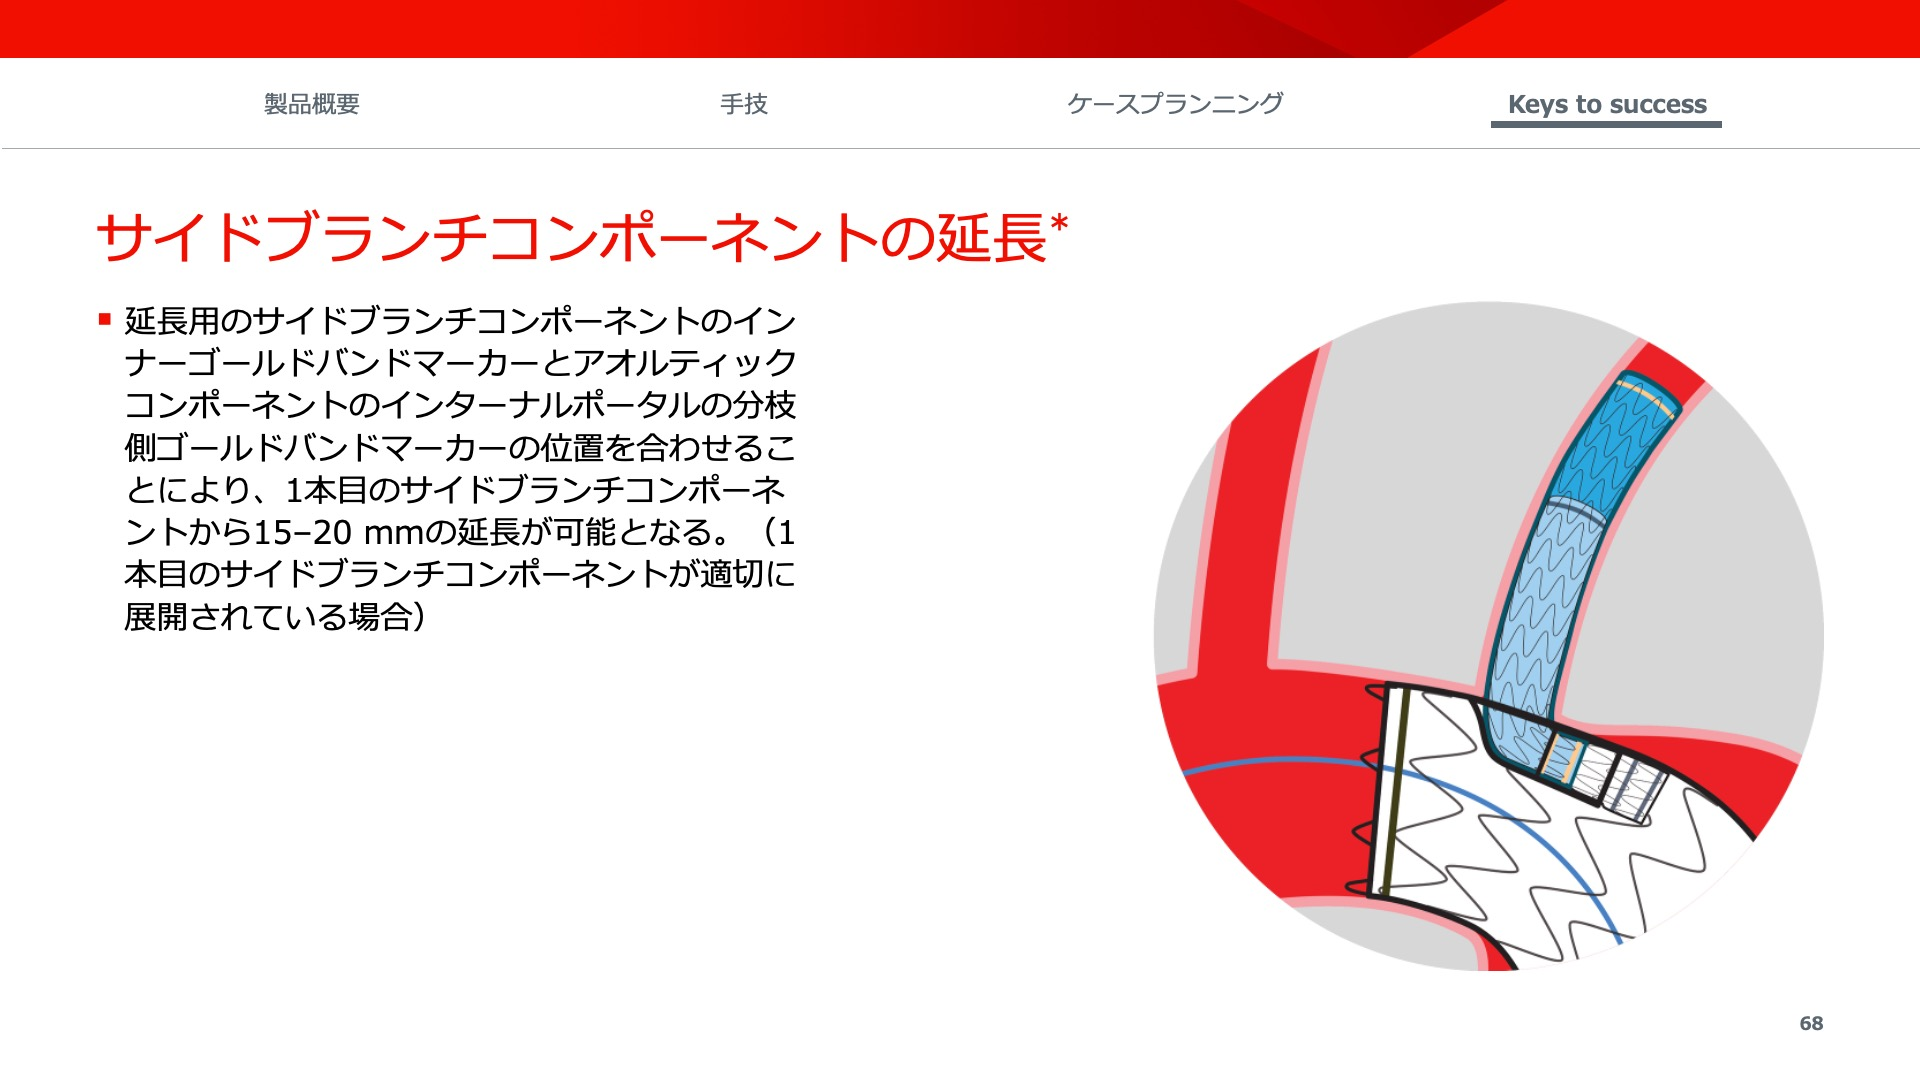 製品概要
手技
ケースプランニング
Keys to success
サイドブランチコンポーネントの延長*
延長用のサイドブランチコンポーネントのイン
ナーゴールドバンドマーカーとアオルティック
コンポーネントのインターナルポータルの分枝
側ゴールドバンドマーカーの位置を合わせるこ
とにより、1本目のサイドブランチコンポーネ
ントから15–20 mmの延長が可能となる。（1
本目のサイドブランチコンポーネントが適切に
展開されている場合）
68